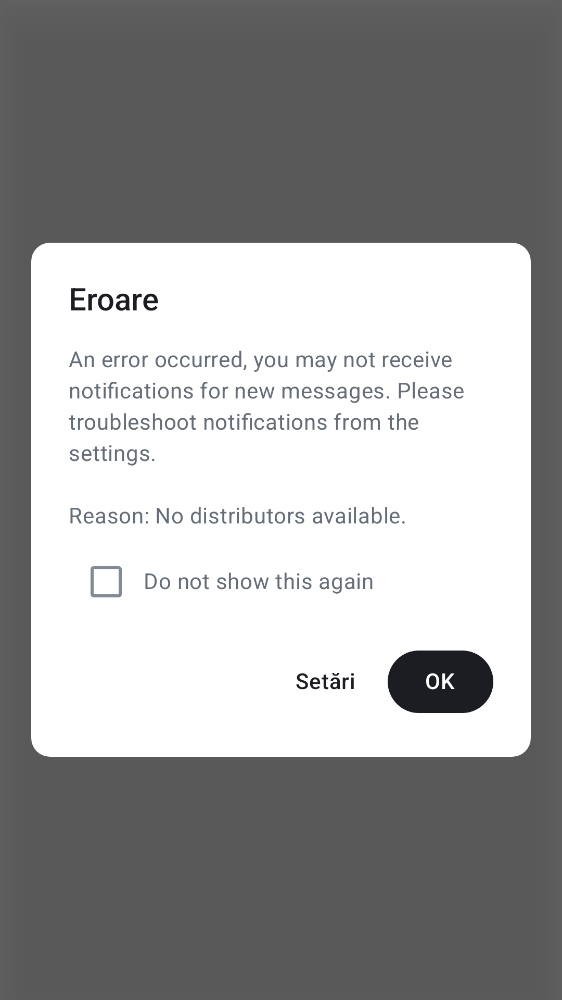 Eroare
An error occurred, you may not receive
notifications for new messages. Please
troubleshoot notifications from the
settings.
Reason: No distributors available.
Do not show this again
Setări
OK